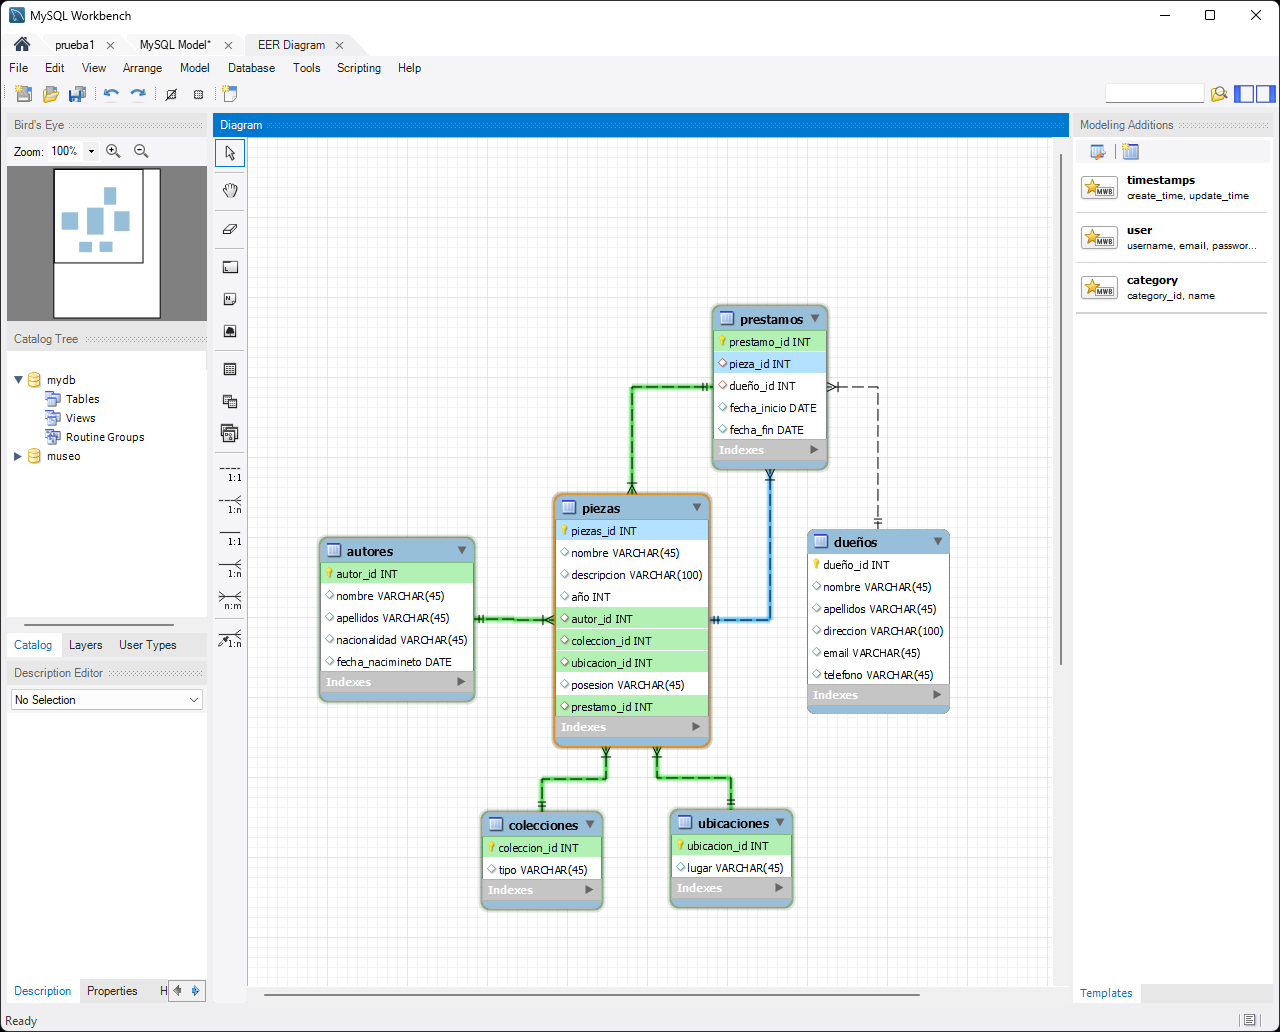 MySQL Workbench
prueba1
MySQL Model*
EER Diagram
File Edit View Arrange Model Database Tools Scripting Help
Bird's Eye
Zoom: 100%
Catalog Tree
mydb
Tables
Views
Routine Groups
museo
Catalog Layers User Types
Description Editor
No Selection
Description Properties H
Ready
Diagram
1:1
1:n
1:1
1:n
n:m
1:n
prestamos
prestamo_id INT
pieza_id INT
dueño_id INT
fecha_inicio DATE
fecha_fin DATE
Indexes
piezas
piezas_id INT
nombre VARCHAR(45)
descripcion VARCHAR(100)
año INT
autor_id INT
coleccion_id INT
ubicacion_id INT
posesion VARCHAR(45)
prestamo_id INT
Indexes
autores
autor_id INT
nombre VARCHAR(45)
apellidos VARCHAR(45)
nacionalidad VARCHAR(45)
fecha_nacimineto DATE
Indexes
dueños
dueño_id INT
nombre VARCHAR(45)
apellidos VARCHAR(45)
direccion VARCHAR(100)
email VARCHAR(45)
telefono VARCHAR(45)
Indexes
colecciones
coleccion_id INT
tipo VARCHAR(45)
Indexes
ubicaciones
ubicacion_id INT
lugar VARCHAR(45)
Indexes
Modeling Additions
MWB
timestamps
create_time, update_time
MWB
user
username, email, passwor...
MWB
category
category_id, name
Templates